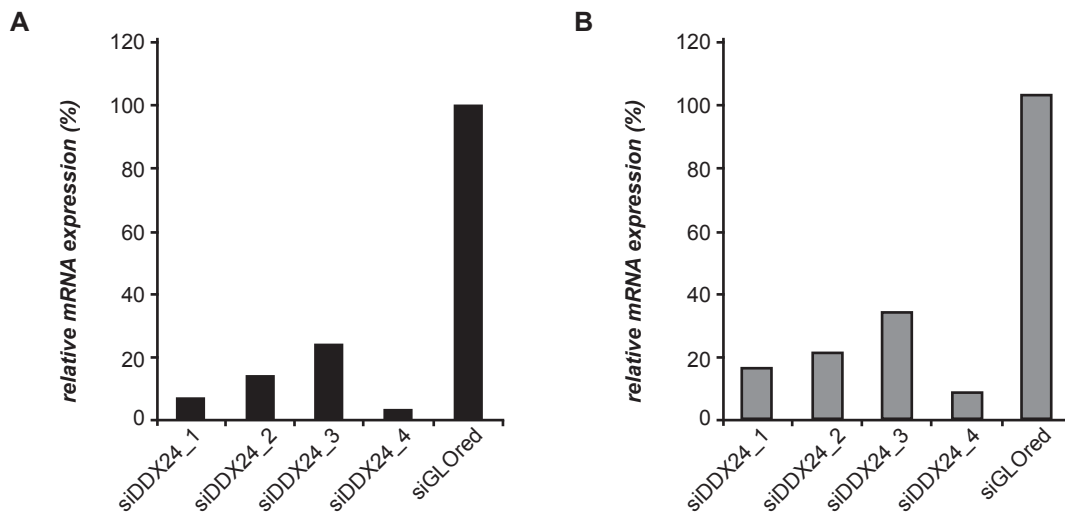 A
relative mRNA expression (%)
120
100
80
60
40
20
0
siDDX24_1
siDDX24_2
siDDX24_3
siDDX24_4
siGLOred
B
relative mRNA expression (%)
120
100
80
60
40
20
0
siDDX24_1
siDDX24_2
siDDX24_3
siDDX24_4
siGLOred